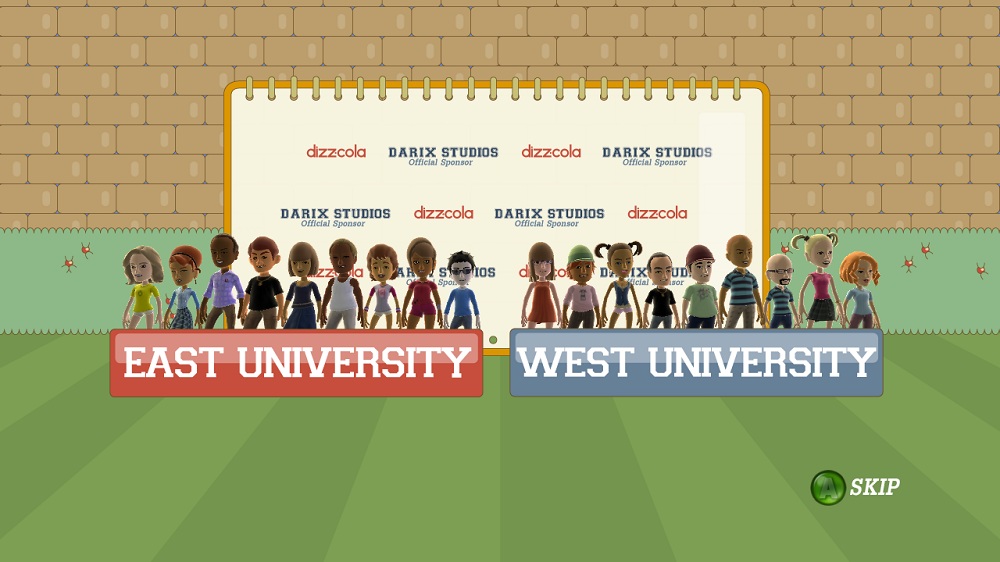 dizzcola DARIX STUDIOS dizzcola DARIX STUDIOS
Official Sponsor Official Sponsor
DARIX STUDIOS dizzcola DARIX STUDIOS dizzcola
Official Sponsor Official Sponsor
EAST UNIVERSITY WEST UNIVERSITY
A SKIP